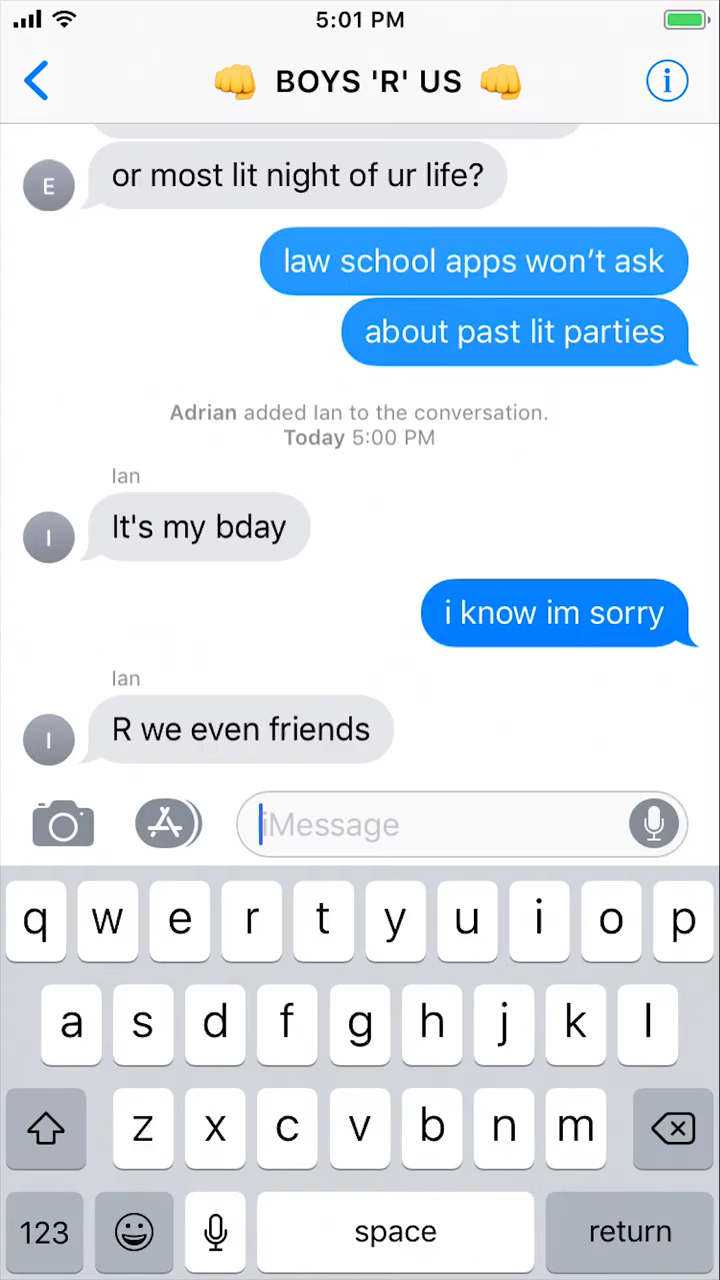 5:01 PM
👊 BOYS 'R' US 👊
E
or most lit night of ur life?
law school apps won’t ask
about past lit parties
Adrian added Ian to the conversation.
Today 5:00 PM
Ian
I
It's my bday
i know im sorry
Ian
I
R we even friends
iMessage
q w e r t y u i o p
a s d f g h j k l
z x c v b n m
123 space return